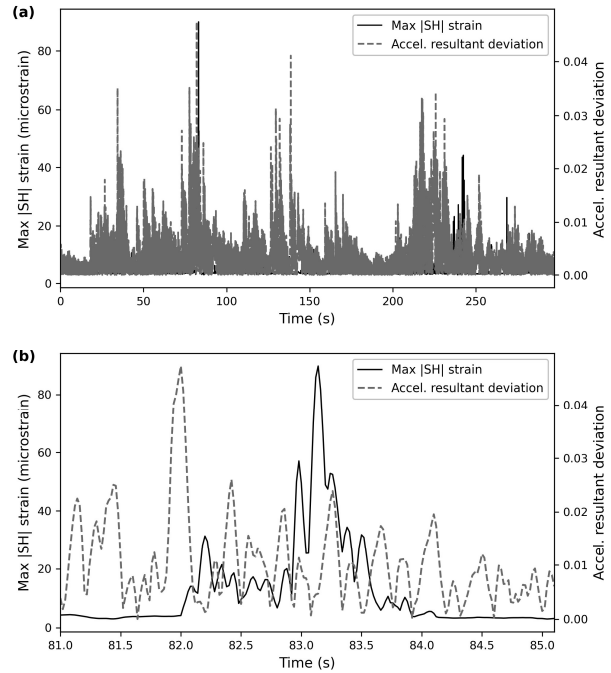 (a)
Max |SH| strain
Accel. resultant deviation
Max |SH| strain (microstrain)
80
60
40
20
0
0.04
0.03
0.02
0.01
0.00
Accel. resultant deviation
0 50 100 150 200 250
Time (s)
(b)
Max |SH| strain
Accel. resultant deviation
Max |SH| strain (microstrain)
80
60
40
20
0
0.04
0.03
0.02
0.01
0.00
Accel. resultant deviation
81.0 81.5 82.0 82.5 83.0 83.5 84.0 84.5 85.0
Time (s)